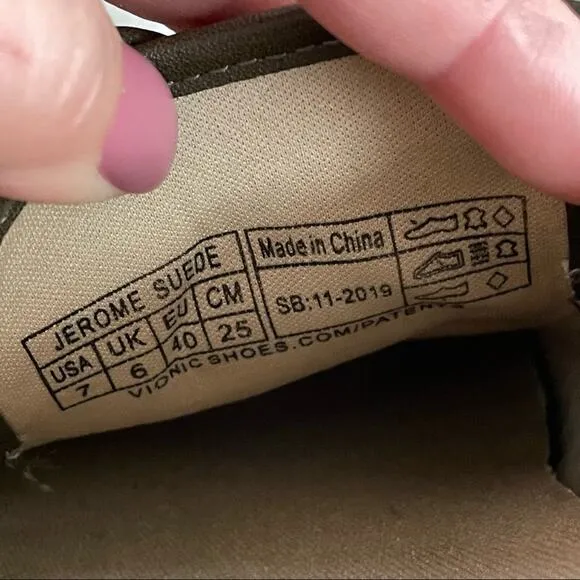 JEROME SUEDE
USA UK EU CM
7 6 40 25
Made in China
SB:11-2019
VIONICSHOES.COM/PATENTS